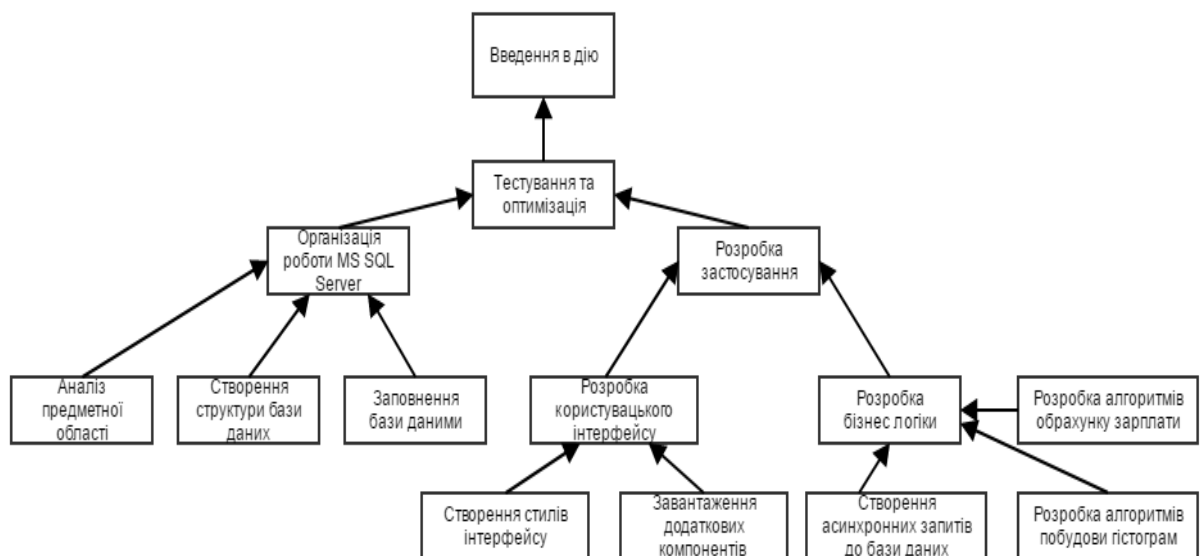 Введення в дію
Тестування та
оптимізація
Організація
роботи MS SQL
Server
Розробка
застосування
Аналіз
предметної
області
Створення
структури бази
даних
Заповнення
бази даними
Розробка
користувацького
інтерфейсу
Розробка
бізнес логіки
Розробка алгоритмів
обрахунку зарплати
Створення стилів
інтерфейсу
Завантаження
додаткових
компонентів
Створення
асинхронних запитів
до бази даних
Розробка алгоритмів
побудови гістограм